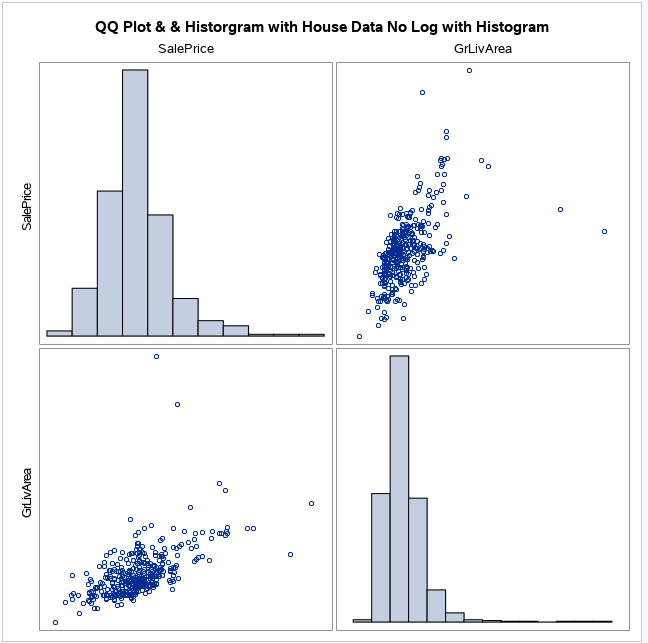 QQ Plot & & Historgram with House Data No Log with Histogram
SalePrice
GrLivArea
SalePrice
GrLivArea